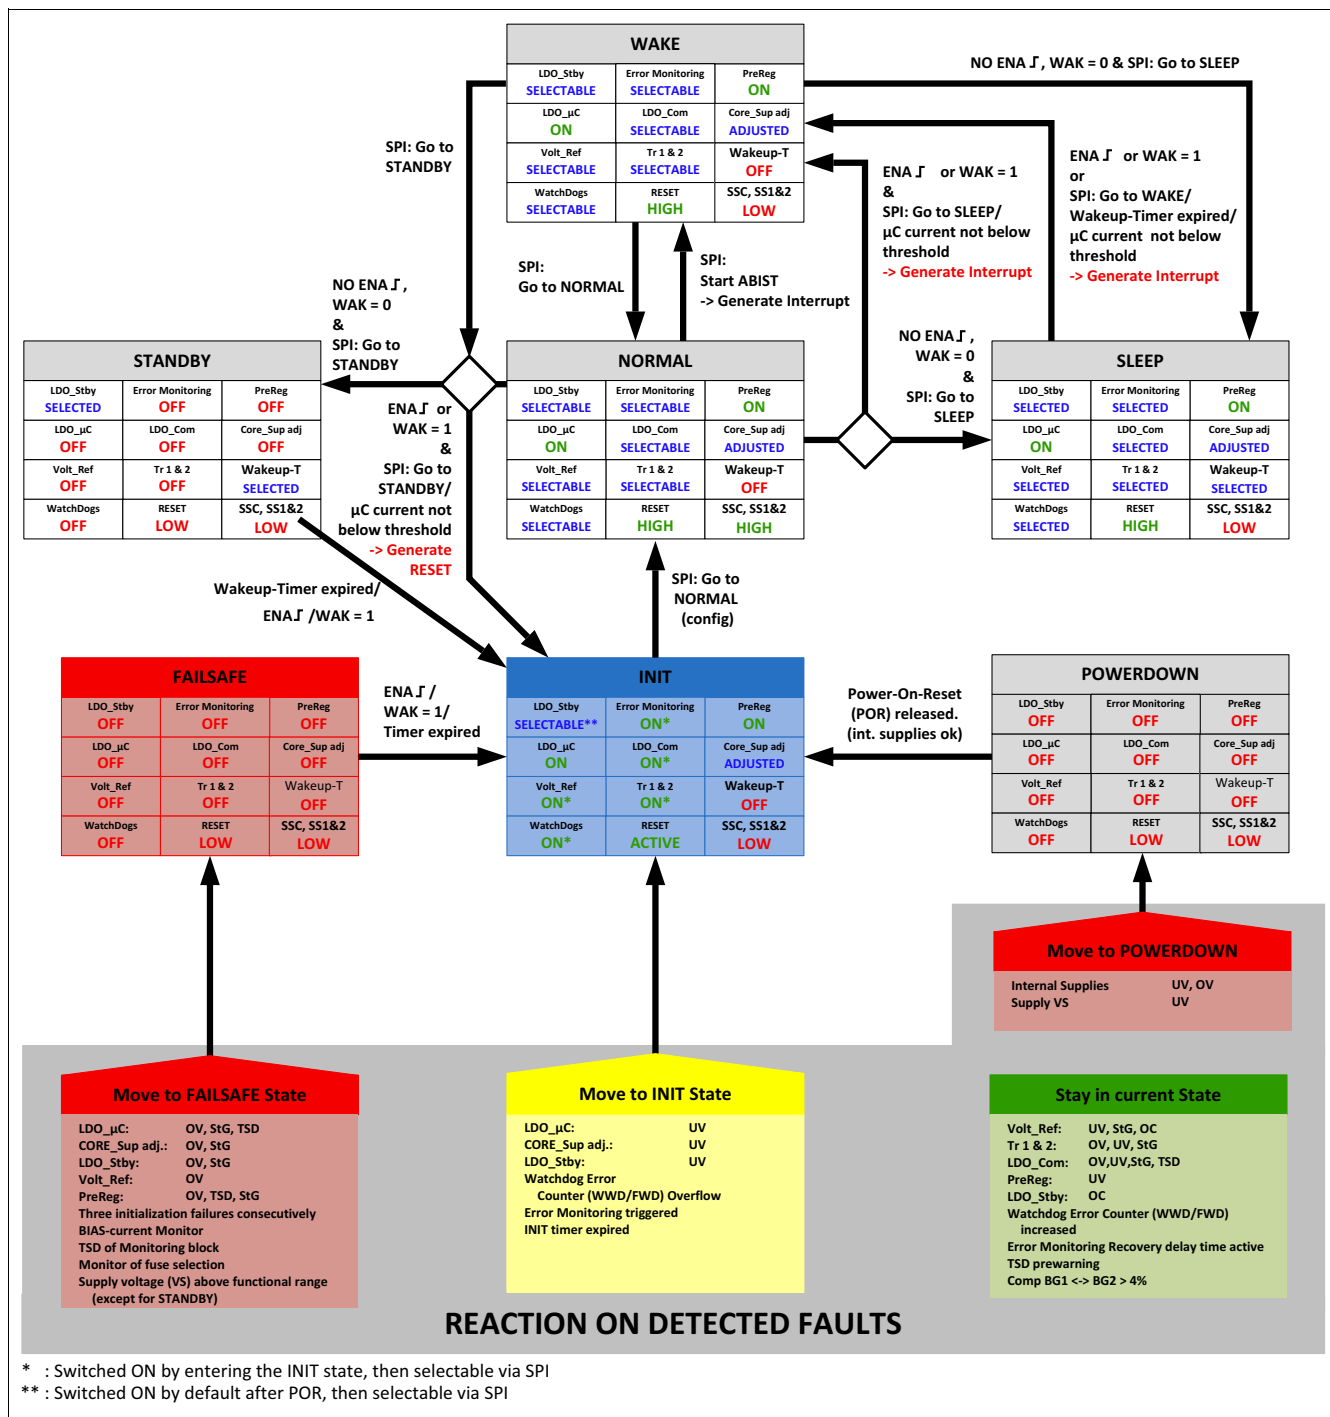 WAKE
LDO_Stby Error Monitoring PreReg
SELECTABLE SELECTABLE ON
LDO_µC LDO_Com Core_Sup adj
ON SELECTABLE ADJUSTED
Volt_Ref Tr 1 & 2 Wakeup-T
SELECTABLE SELECTABLE OFF
WatchDogs RESET SSC, SS1&2
SELECTABLE HIGH LOW
NO ENA, WAK = 0 & SPI: Go to SLEEP
SPI: Go to
STANDBY
ENA or WAK = 1
&
SPI: Go to SLEEP/
µC current not below
threshold
-> Generate Interrupt
ENA or WAK = 1
or
SPI: Go to WAKE/
Wakeup-Timer expired/
µC current not below
threshold
-> Generate Interrupt
SPI:
Go to NORMAL
SPI:
Start ABIST
-> Generate Interrupt
NO ENA,
WAK = 0
&
SPI: Go to
STANDBY
NO ENA,
WAK = 0
&
SPI: Go to
SLEEP
STANDBY
LDO_Stby Error Monitoring PreReg
SELECTED OFF OFF
LDO_µC LDO_Com Core_Sup adj
OFF OFF OFF
Volt_Ref Tr 1 & 2 Wakeup-T
OFF OFF SELECTED
WatchDogs RESET SSC, SS1&2
OFF LOW LOW
ENA or
WAK = 1
&
SPI: Go to
STANDBY/
µC current not
below threshold
-> Generate
RESET
NORMAL
LDO_Stby Error Monitoring PreReg
SELECTABLE SELECTABLE ON
LDO_µC LDO_Com Core_Sup adj
ON SELECTABLE ADJUSTED
Volt_Ref Tr 1 & 2 Wakeup-T
SELECTABLE SELECTABLE OFF
WatchDogs RESET SSC, SS1&2
SELECTABLE HIGH HIGH
SLEEP
LDO_Stby Error Monitoring PreReg
SELECTED SELECTED ON
LDO_µC LDO_Com Core_Sup adj
ON SELECTED ADJUSTED
Volt_Ref Tr 1 & 2 Wakeup-T
SELECTED SELECTED SELECTED
WatchDogs RESET SSC, SS1&2
SELECTED HIGH LOW
Wakeup-Timer expired/
ENA /WAK = 1
SPI: Go to
NORMAL
(config)
FAILSAFE
LDO_Stby Error Monitoring PreReg
OFF OFF OFF
LDO_µC LDO_Com Core_Sup adj
OFF OFF OFF
Volt_Ref Tr 1 & 2 Wakeup-T
OFF OFF OFF
WatchDogs RESET SSC, SS1&2
OFF LOW LOW
ENA /
WAK = 1/
Timer expired
INIT
LDO_Stby Error Monitoring PreReg
SELECTABLE** ON* ON
LDO_µC LDO_Com Core_Sup adj
ON ON* ADJUSTED
Volt_Ref Tr 1 & 2 Wakeup-T
ON* ON* OFF
WatchDogs RESET SSC, SS1&2
ON* ACTIVE LOW
Power-On-Reset
(POR) released.
(int. supplies ok)
POWERDOWN
LDO_Stby Error Monitoring PreReg
OFF OFF OFF
LDO_µC LDO_Com Core_Sup adj
OFF OFF OFF
Volt_Ref Tr 1 & 2 Wakeup-T
OFF OFF OFF
WatchDogs RESET SSC, SS1&2
OFF LOW LOW
Move to POWERDOWN
Internal Supplies UV, OV
Supply VS UV
Move to FAILSAFE State
LDO_µC: OV, StG, TSD
CORE_Sup adj.: OV, StG
LDO_Stby: OV, StG
Volt_Ref: OV
PreReg: OV, TSD, StG
Three initialization failures consecutively
BIAS-current Monitor
TSD of Monitoring block
Monitor of fuse selection
Supply voltage (VS) above functional range
(except for STANDBY)
Move to INIT State
LDO_µC: UV
CORE_Sup adj.: UV
LDO_Stby: UV
Watchdog Error
Counter (WWD/FWD) Overflow
Error Monitoring triggered
INIT timer expired
Stay in current State
Volt_Ref: UV, StG, OC
Tr 1 & 2: OV, UV, StG
LDO_Com: OV,UV,StG, TSD
PreReg: UV
LDO_Stby: OC
Watchdog Error Counter (WWD/FWD)
increased
Error Monitoring Recovery delay time active
TSD prewarning
Comp BG1 <-> BG2 > 4%
REACTION ON DETECTED FAULTS
* : Switched ON by entering the INIT state, then selectable via SPI
** : Switched ON by default after POR, then selectable via SPI